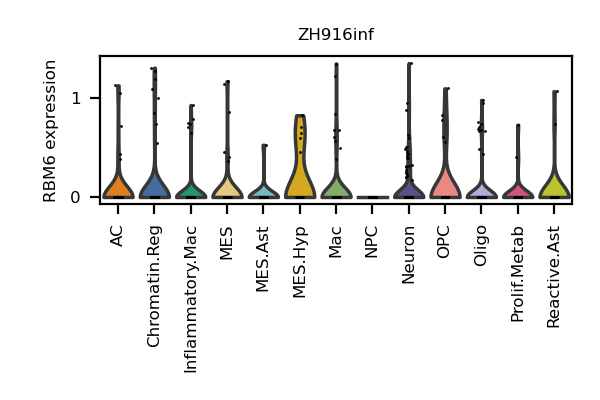 ZH916inf
RBM6 expression
1
0
AC
Chromatin.Reg
Inflammatory.Mac
MES
MES.Ast
MES.Hyp
Mac
NPC
Neuron
OPC
Oligo
Prolif.Metab
Reactive.Ast